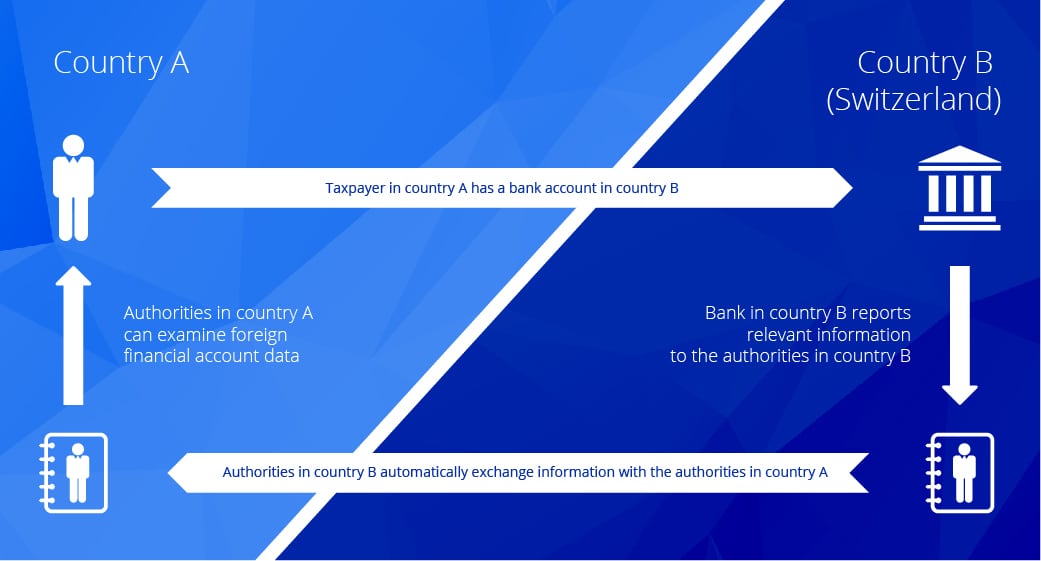 Country A
Country B
(Switzerland)
Taxpayer in country A has a bank account in country B
Authorities in country A
can examine foreign
financial account data
Bank in country B reports
relevant information
to the authorities in country B
Authorities in country B automatically exchange information with the authorities in country A